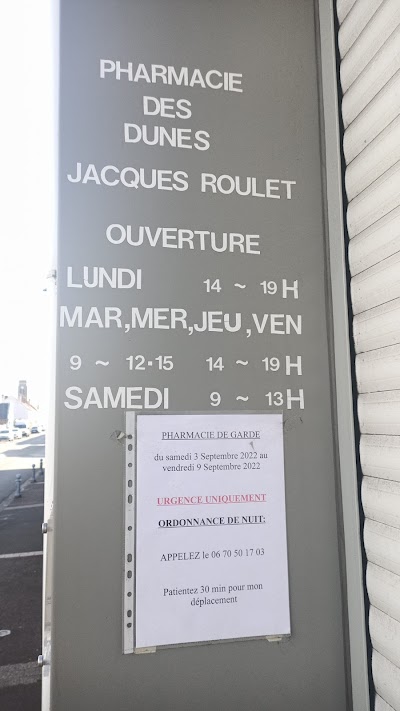 PHARMACIE
DES
DUNES
JACQUES ROULET
OUVERTURE
LUNDI 14 ~ 19 H
MAR,MER,JEU,VEN
9 ~ 12·15 14 ~ 19 H
SAMEDI 9 ~ 13 H
PHARMACIE DE GARDE
du samedi 3 Septembre 2022 au
vendredi 9 Septembre 2022
URGENCE UNIQUEMENT
ORDONNANCE DE NUIT:
APPELEZ le 06 70 50 17 03
Patientez 30 min pour mon
déplacement